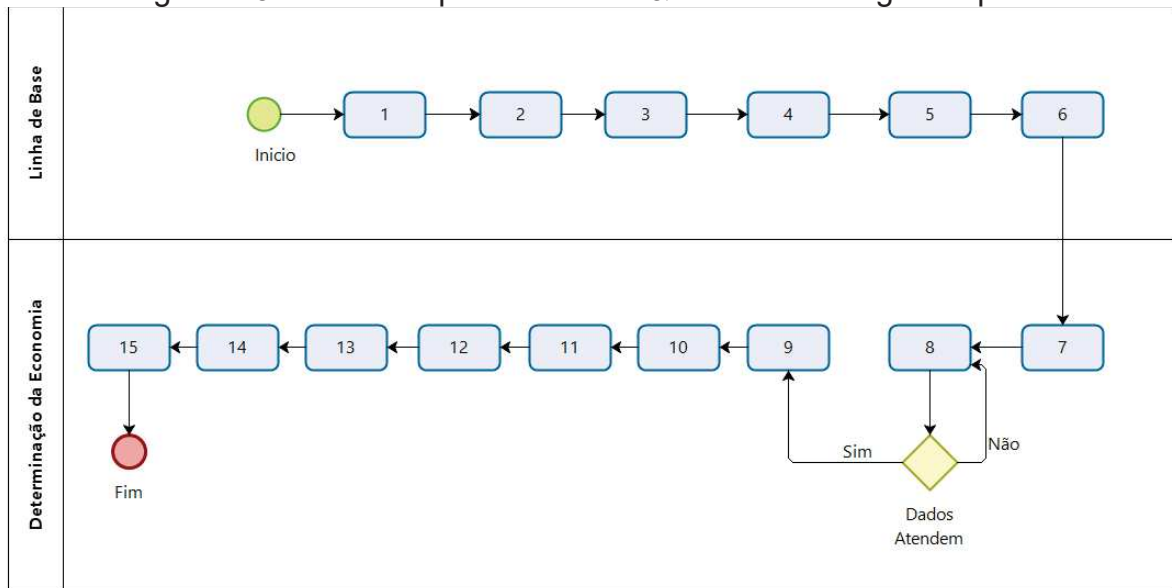 Linha de Base
Inicio
1
2
3
4
5
6
Determinação da Economia
15
14
13
12
11
10
9
8
7
Sim
Não
Fim
Dados
Atendem